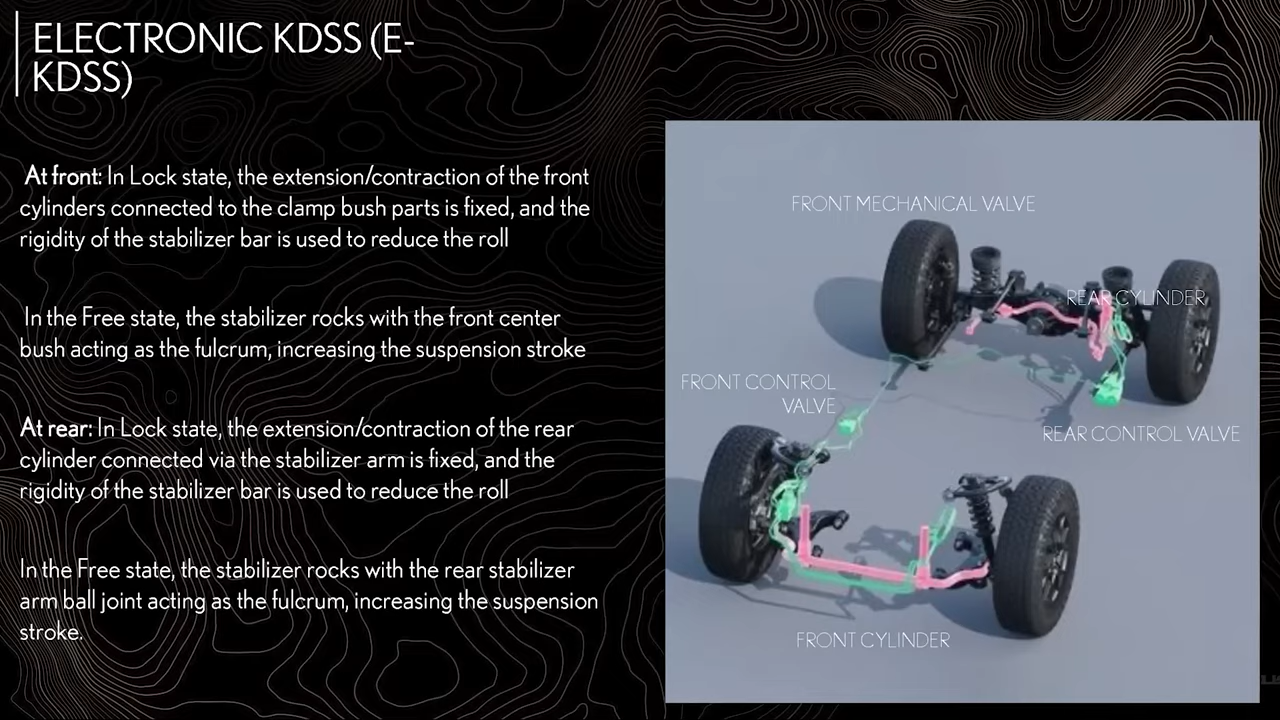 ELECTRONIC KDSS (E-
KDSS)
At front: In Lock state, the extension/contraction of the front
cylinders connected to the clamp bush parts is fixed, and the
rigidity of the stabilizer bar is used to reduce the roll
In the Free state, the stabilizer rocks with the front center
bush acting as the fulcrum, increasing the suspension stroke
At rear: In Lock state, the extension/contraction of the rear
cylinder connected via the stabilizer arm is fixed, and the
rigidity of the stabilizer bar is used to reduce the roll
In the Free state, the stabilizer rocks with the rear stabilizer
arm ball joint acting as the fulcrum, increasing the suspension
stroke.
FRONT MECHANICAL VALVE
REAR CYLINDER
FRONT CONTROL
VALVE
REAR CONTROL VALVE
FRONT CYLINDER